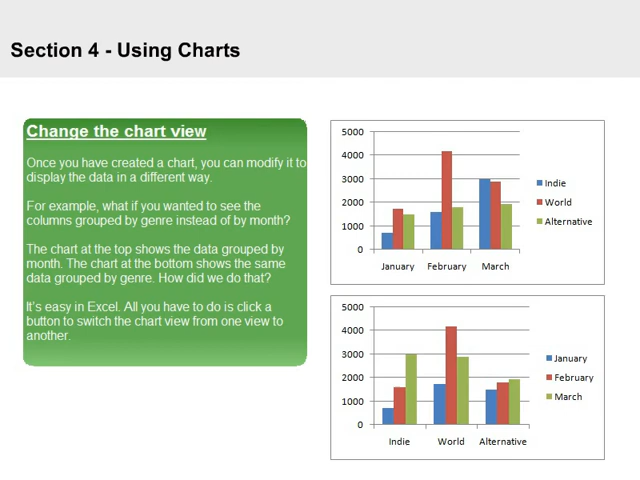 Section 4 - Using Charts
Change the chart view
Once you have created a chart, you can modify it to
display the data in a different way.
For example, what if you wanted to see the
columns grouped by genre instead of by month?
The chart at the top shows the data grouped by
month. The chart at the bottom shows the same
data grouped by genre. How did we do that?
It's easy in Excel. All you have to do is click a
button to switch the chart view from one view to
another.
5000
4000
3000
2000
1000
0
January February March
Indie
World
Alternative
5000
4000
3000
2000
1000
0
Indie World Alternative
January
February
March